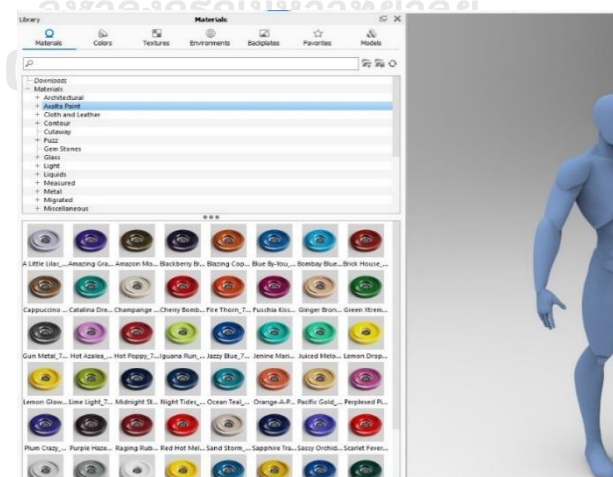 Library Materials
Materials Colors Textures Environments Backplates Favorites Models
Downloads
Materials
Architectural
Axalta Paint
Cloth and Leather
Contour
Cutaway
Fuzz
Gem Stones
Glass
Light
Liquids
Measured
Metal
Migrated
Miscellaneous
A Little Lilac_... Amazing Gra... Amazon Mo... Blackberry Br... Blazing Cop... Blue By-You_... Bombay Blue... Brick House_...
Cappuccino ... Catalina Dre... Champange ... Cherry Bomb... Fire Thorn_7... Fuschia Kiss... Ginger Bron... Green Xtrem...
Gun Metal_7... Hot Azalea_... Hot Poppy_7... Iguana Run_... Jazzy Blue_7... Jenine Mari... Juiced Melo... Lemon Drop...
Lemon Glow... Lime Light_7... Midnight St... Night Tides_... Ocean Teal_... Orange-A-P... Pacific Gold_... Perplexed Pi...
Plum Crazy_... Purple Haze... Raging Rub... Red Hot Mel... Sand Storm_... Sapphire Tra... Sassy Orchid... Scarlet Fever...